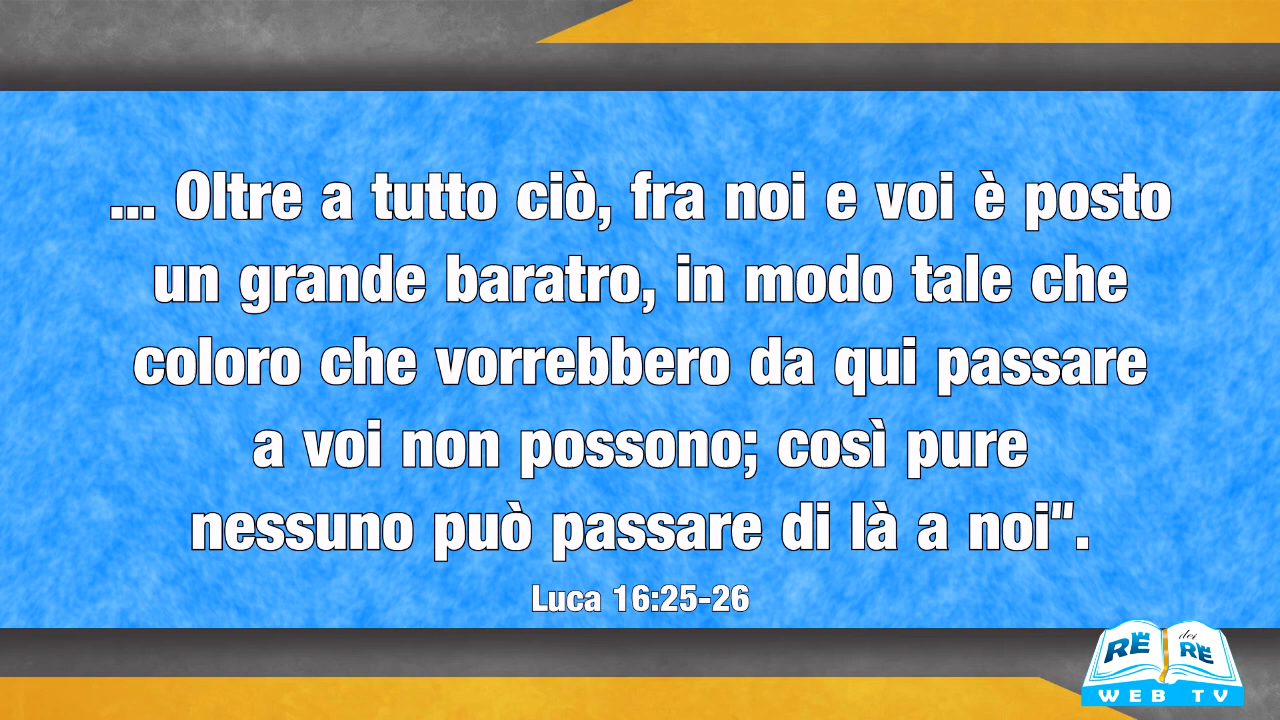 ... Oltre a tutto ciò, fra noi e voi è posto
un grande baratro, in modo tale che
coloro che vorrebbero da qui passare
a voi non possono; così pure
nessuno può passare di là a noi".
Luca 16:25-26
RE dei RE
WEB TV